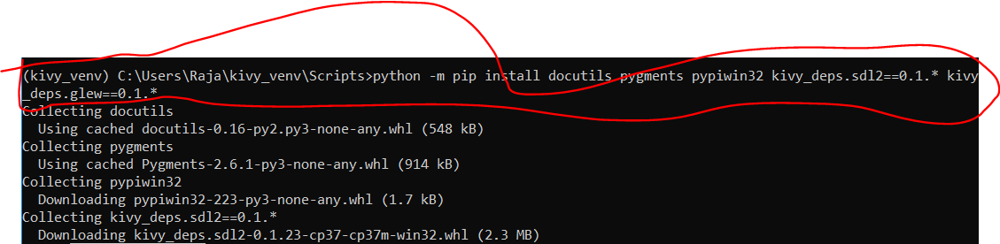 (kivy_venv) C:\Users\Raja\kivy_venv\Scripts>python -m pip install docutils pygments pypiwin32 kivy_deps.sdl2==0.1.* kivy
_deps.glew==0.1.*
Collecting docutils
  Using cached docutils-0.16-py2.py3-none-any.whl (548 kB)
Collecting pygments
  Using cached Pygments-2.6.1-py3-none-any.whl (914 kB)
Collecting pypiwin32
  Downloading pypiwin32-223-py3-none-any.whl (1.7 kB)
Collecting kivy_deps.sdl2==0.1.*
  Downloading kivy_deps.sdl2-0.1.23-cp37-cp37m-win32.whl (2.3 MB)